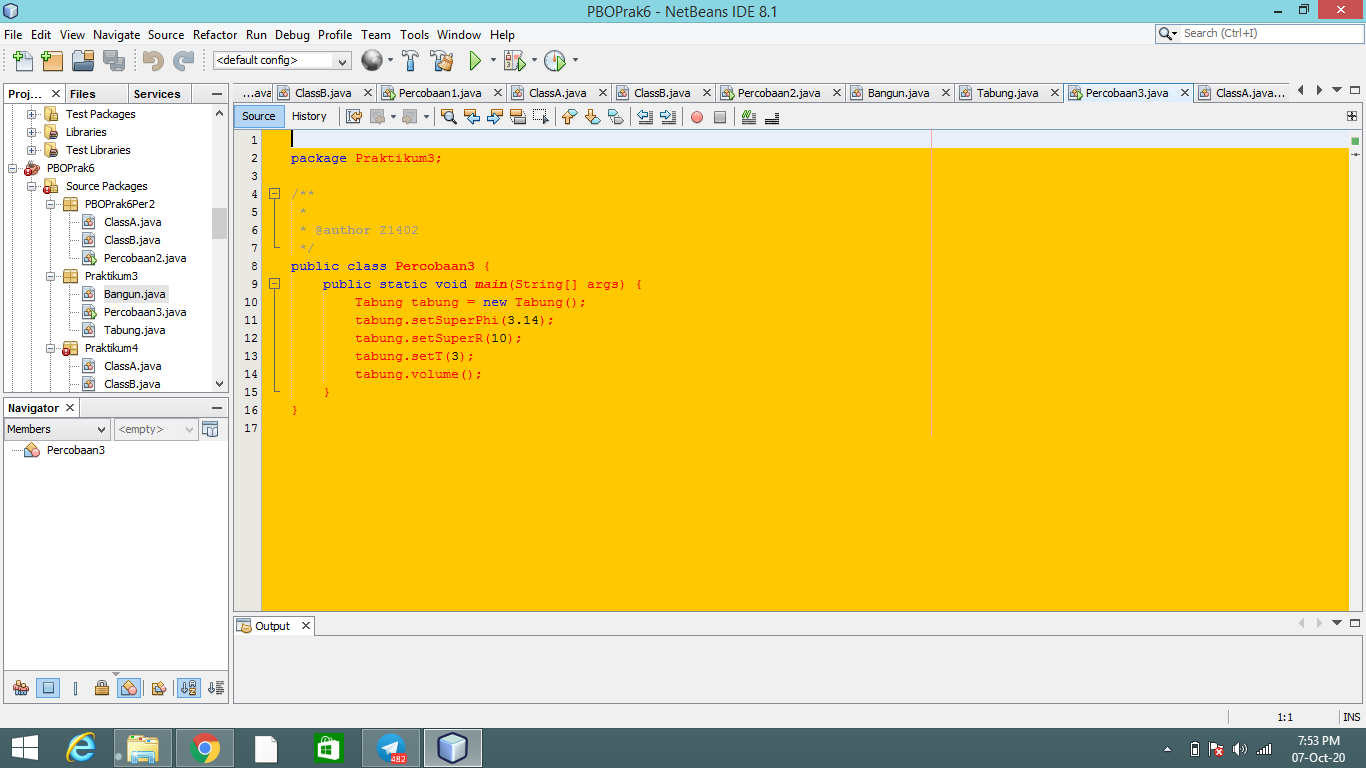 PBOPrak6 - NetBeans IDE 8.1
File Edit View Navigate Source Refactor Run Debug Profile Team Tools Window Help
Search (Ctrl+I)
<default config>
Proj... Files Services
Test Packages
Libraries
Test Libraries
PBOPrak6
Source Packages
PBOPrak6Per2
ClassA.java
ClassB.java
Percobaan2.java
Praktikum3
Bangun.java
Percobaan3.java
Tabung.java
Praktikum4
ClassA.java
ClassB.java
Navigator
Members <empty>
Percobaan3
...ava ClassB.java Percobaan1.java ClassA.java ClassB.java Percobaan2.java Bangun.java Tabung.java Percobaan3.java ClassA.java...
Source History
1
2 package Praktikum3;
3
4 /**
5 *
6 * @author Z1402
7 */
8 public class Percobaan3 {
9 public static void main(String[] args) {
10 Tabung tabung = new Tabung();
11 tabung.setSuperPhi(3.14);
12 tabung.setSuperR(10);
13 tabung.setT(3);
14 tabung.volume();
15 }
16 }
17
Output
1:1 INS
482
7:53 PM
07-Oct-20